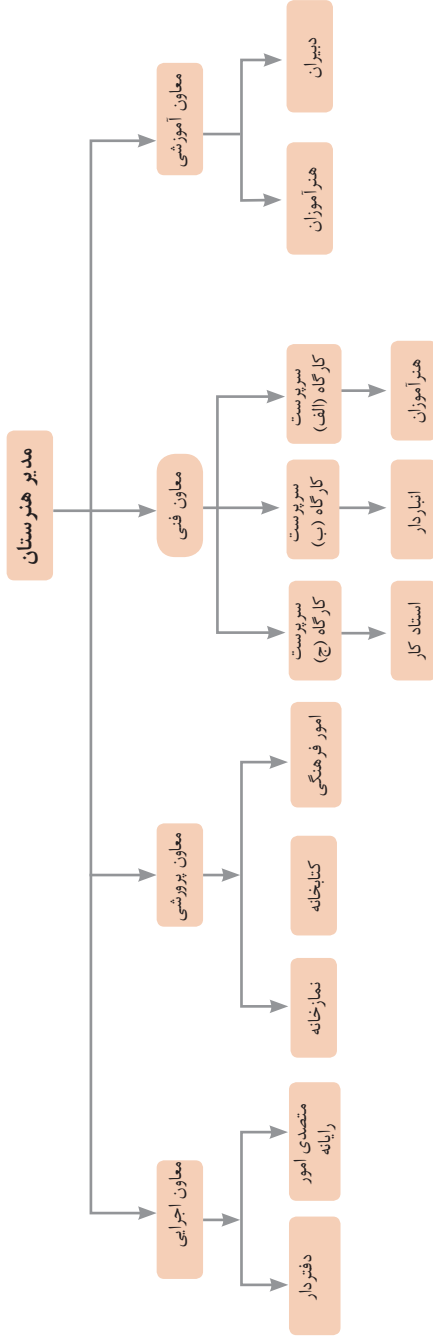 مدیر هنرستان
معاون آموزشی
معاون فنی
معاون پرورشی
معاون اجرایی
دبیران
هنرآموزان
سرپرست
کارگاه (الف)
سرپرست
کارگاه (ب)
سرپرست
کارگاه (ج)
امور فرهنگی
کتابخانه
نمازخانه
متصدی امور
رایانه
دفتردار
هنرآموزان
انباردار
استاد کار